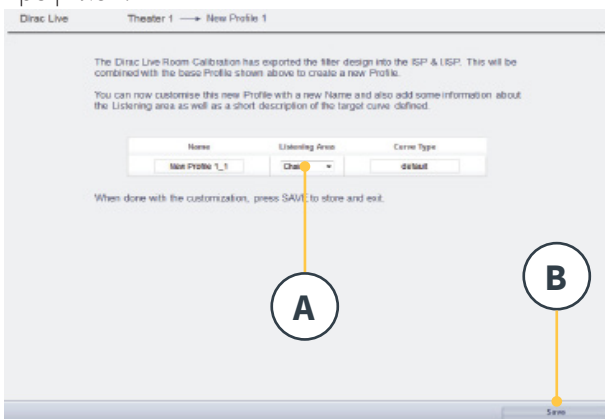 Dirac Live Theater 1 → New Profile 1
The Dirac Live Room Calibration has exported the filter design into the ISP & LISP. This will be
combined with the base Profile shown above to create a new Profile.
You can now customise this new Profile with a new Name and also add some information about
the Listening area as well as a short description of the target curve defined.
Name Listening Area Curve Type
New Profile 1_1 default
When done with the customization, press SAVE to store and exit.
A
B
Save